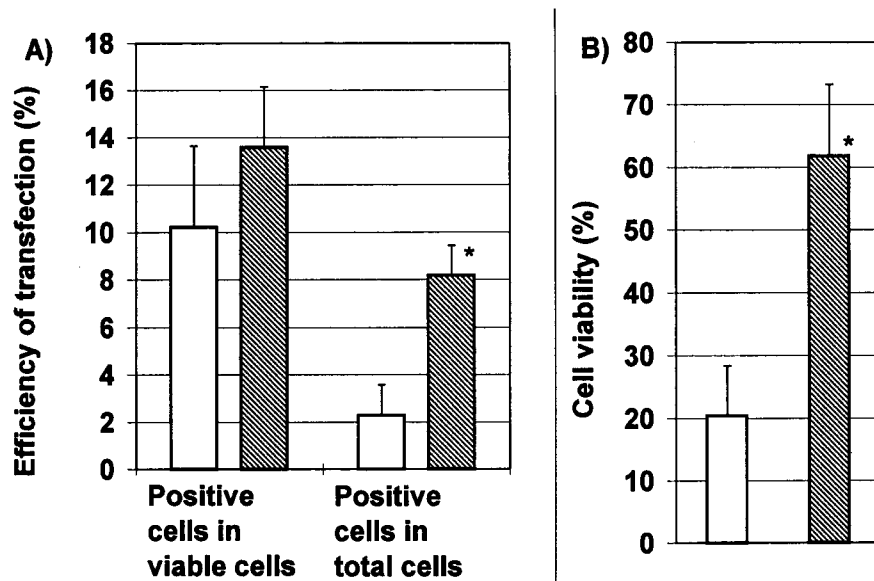 A)
Efficiency of transfection (%)
18
16
14
12
10
8
6
4
2
0
*
Positive
cells in
viable cells
Positive
cells in
total cells
B)
Cell viability (%)
80
70
60
50
40
30
20
10
0
*